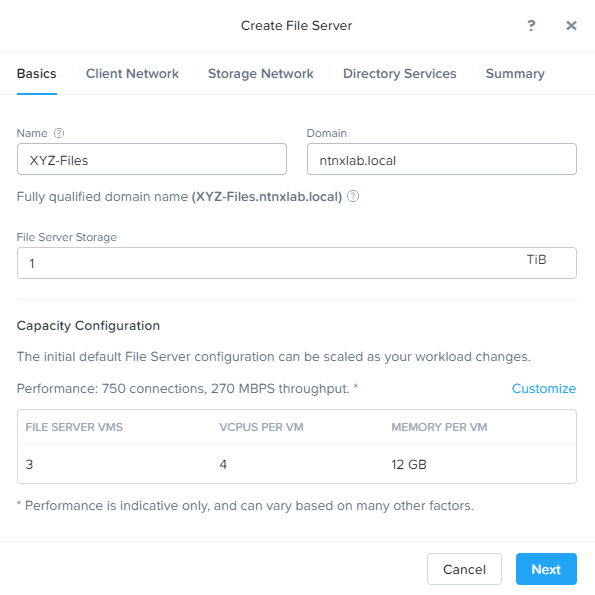 Create File Server ? ×
Basics Client Network Storage Network Directory Services Summary
Name ? Domain
XYZ-Files ntnxlab.local
Fully qualified domain name (XYZ-Files.ntnxlab.local) ?
File Server Storage
1 TiB
Capacity Configuration
The initial default File Server configuration can be scaled as your workload changes.
Performance: 750 connections, 270 MBPS throughput. * Customize
FILE SERVER VMS VCPUS PER VM MEMORY PER VM
3 4 12 GB
* Performance is indicative only, and can vary based on many other factors.
Cancel Next